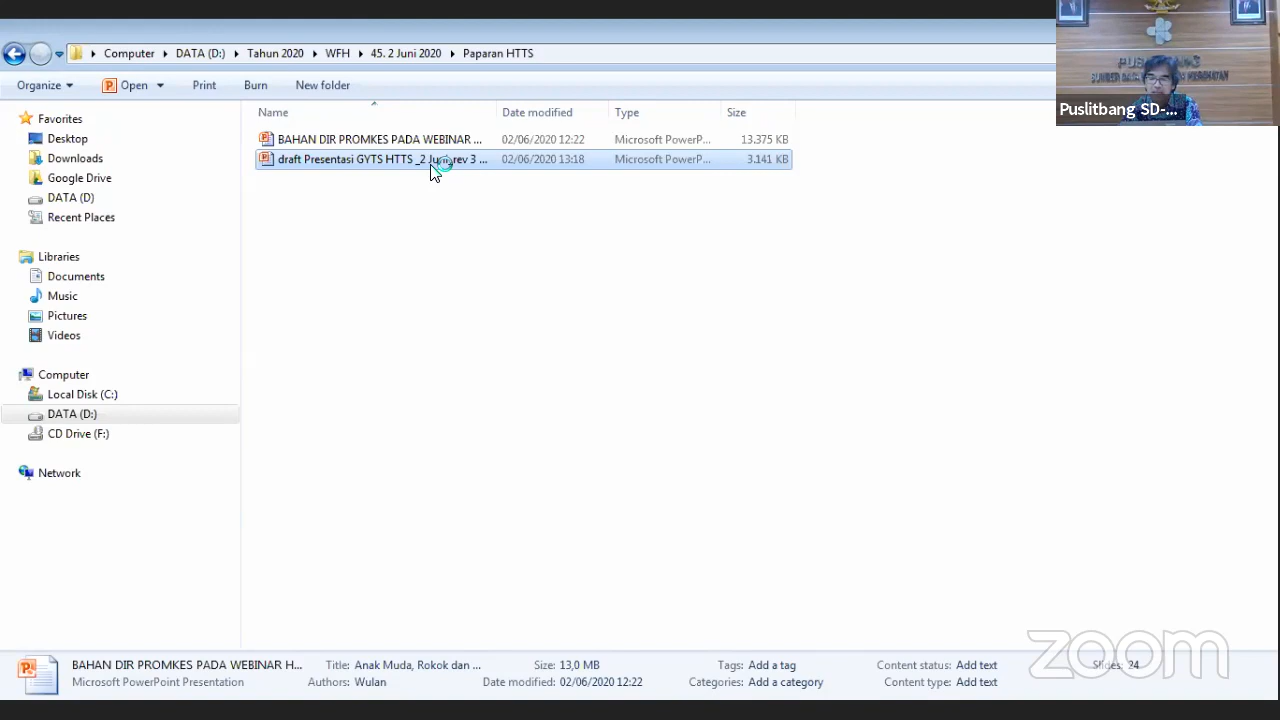 Computer DATA (D:) Tahun 2020 WFH 45. 2 Juni 2020 Paparan HTTS
Organize Open Print Burn New folder
Name Date modified Type Size
BAHAN DIR PROMKES PADA WEBINAR ... 02/06/2020 12:22 Microsoft PowerP... 13.375 KB
draft Presentasi GYTS HTTS _2 Juni rev 3 ... 02/06/2020 13:18 Microsoft PowerP... 3.141 KB
Favorites
Desktop
Downloads
Google Drive
DATA (D)
Recent Places
Libraries
Documents
Music
Pictures
Videos
Computer
Local Disk (C:)
DATA (D:)
CD Drive (F:)
Network
SUMBER DAYA
Puslitbang SD-...
BAHAN DIR PROMKES PADA WEBINAR H... Title: Anak Muda, Rokok dan ... Size: 13,0 MB Tags: Add a tag Content status: Add text Slides: 24
Microsoft PowerPoint Presentation Authors: Wulan Date modified: 02/06/2020 12:22 Categories: Add a category Content type: Add text
zoom